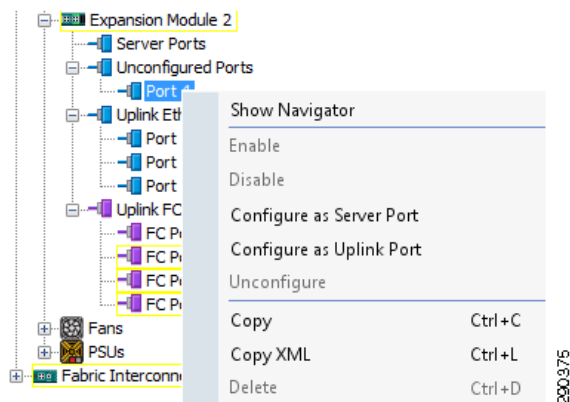 Expansion Module 2
Server Ports
Unconfigured Ports
Port 4
Uplink Eth
Port
Port
Port
Uplink FC
FC P
FC P
FC P
FC P
Fans
PSUs
Fabric Interconn
Show Navigator
Enable
Disable
Configure as Server Port
Configure as Uplink Port
Unconfigure
Copy Ctrl+C
Copy XML Ctrl+L
Delete Ctrl+D
290375